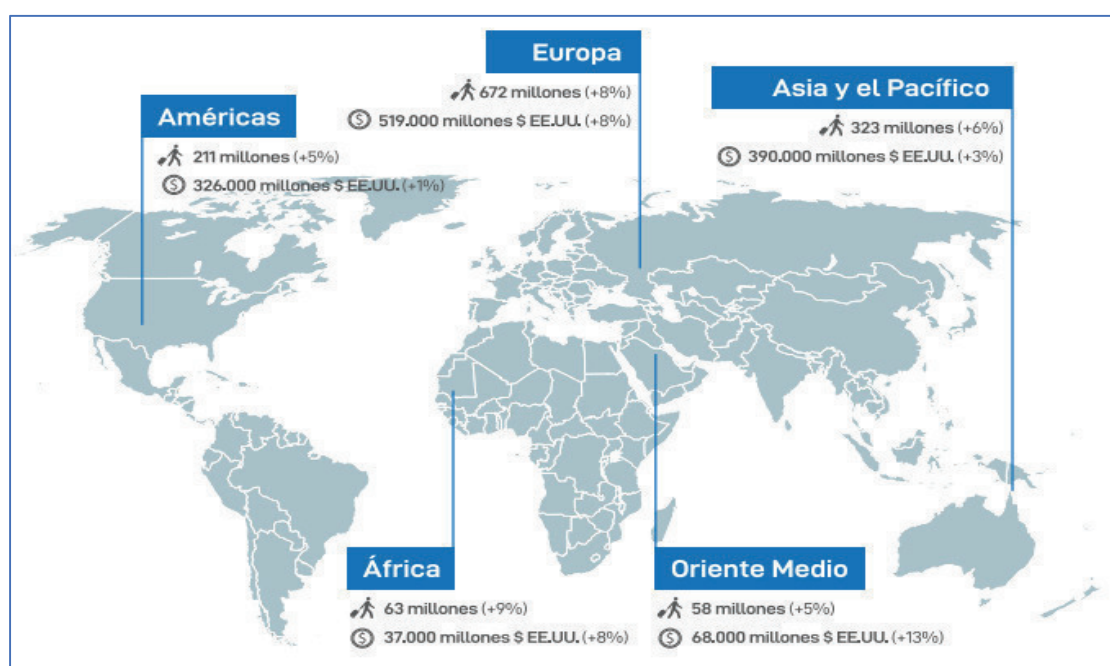 Europa
672 millones (+8%)
519.000 millones $ EE.UU. (+8%)
Asia y el Pacífico
323 millones (+6%)
390.000 millones $ EE.UU. (+3%)
Américas
211 millones (+5%)
326.000 millones $ EE.UU. (+1%)
África
63 millones (+9%)
37.000 millones $ EE.UU. (+8%)
Oriente Medio
58 millones (+5%)
68.000 millones $ EE.UU. (+13%)